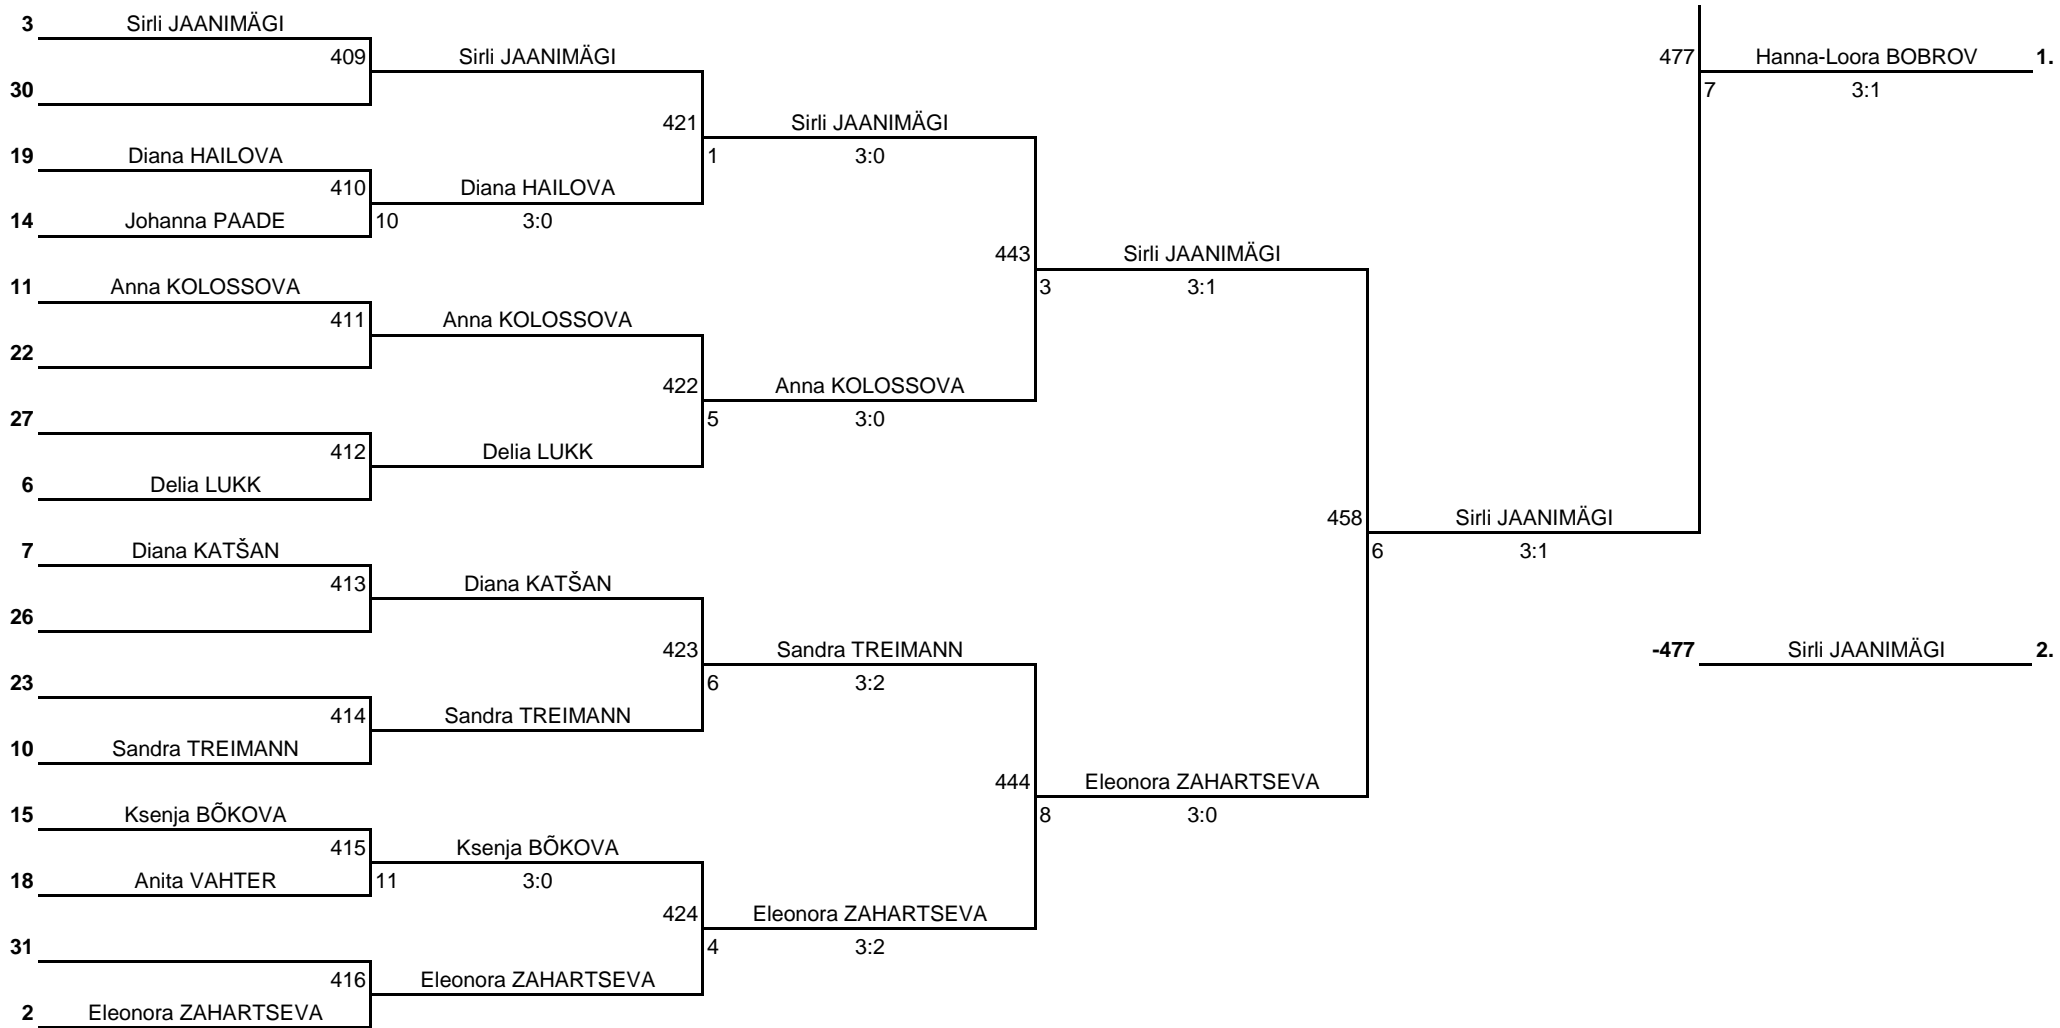 3 Sirli JAANIMÄGI
409 Sirli JAANIMÄGI 477 Hanna-Loora BOBROV 1.
30 7 3:1
421 Sirli JAANIMÄGI
19 Diana HAILOVA 1 3:0
410 Diana HAILOVA
14 Johanna PAADE 10 3:0
443 Sirli JAANIMÄGI
11 Anna KOLOSSOVA 3 3:1
411 Anna KOLOSSOVA
22
422 Anna KOLOSSOVA
27 5 3:0
412 Delia LUKK
6 Delia LUKK
458 Sirli JAANIMÄGI
7 Diana KATŠAN 6 3:1
413 Diana KATŠAN
26
423 Sandra TREIMANN -477 Sirli JAANIMÄGI 2.
23 6 3:2
414 Sandra TREIMANN
10 Sandra TREIMANN
444 Eleonora ZAHARTSEVA
15 Ksenja BÕKOVA 8 3:0
415 Ksenja BÕKOVA
18 Anita VAHTER 11 3:0
424 Eleonora ZAHARTSEVA
31 4 3:2
416 Eleonora ZAHARTSEVA
2 Eleonora ZAHARTSEVA